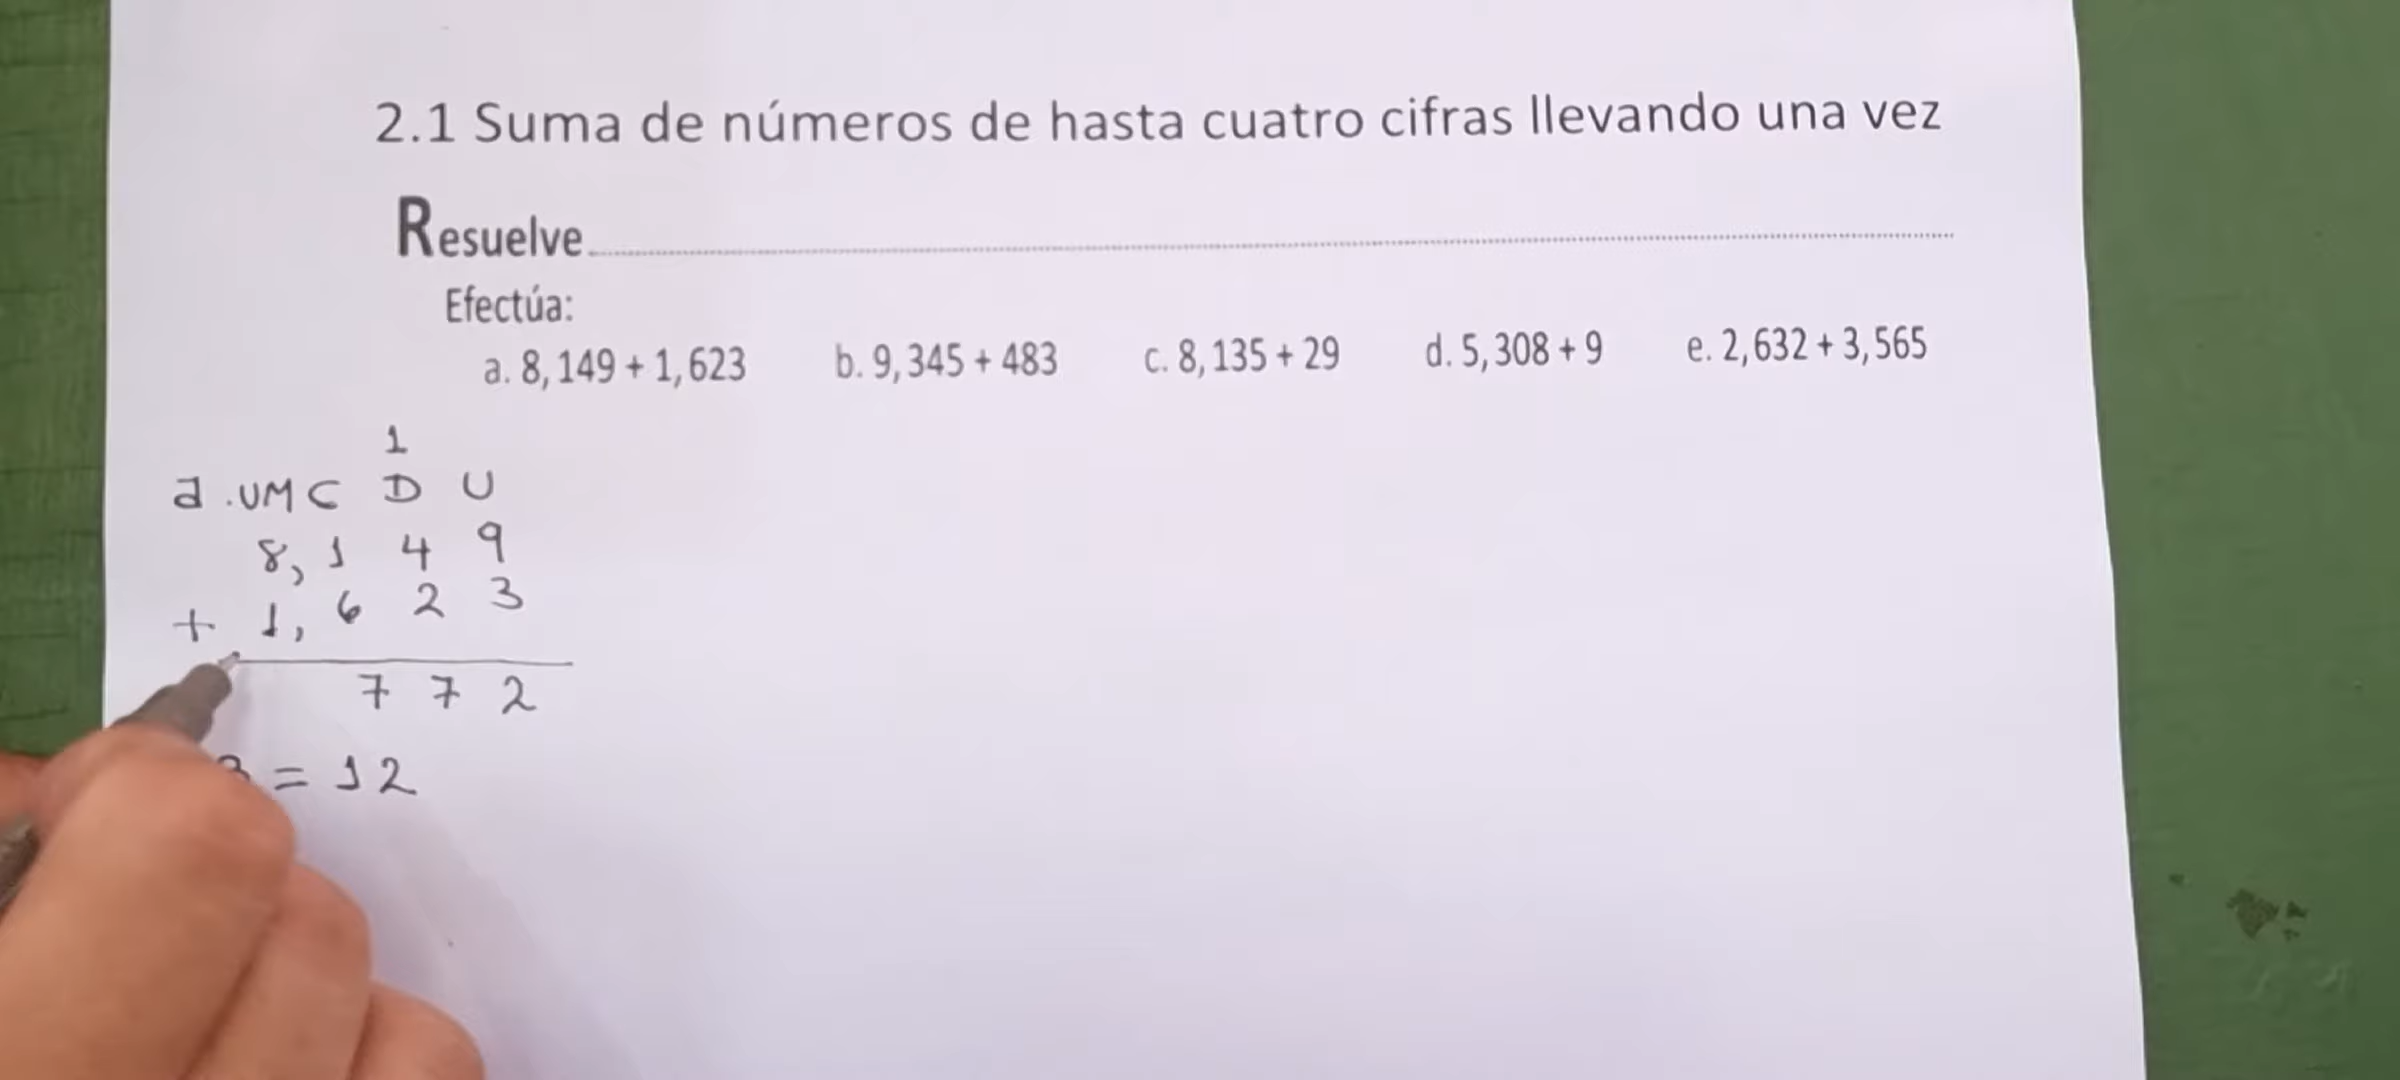 2.1 Suma de números de hasta cuatro cifras llevando una vez
Resuelve
Efectúa:
a. 8,149 + 1,623 b. 9,345 + 483 c. 8,135 + 29 d. 5,308 + 9 e. 2,632 + 3,565
1
a. UM C D U
8, 1 4 9
+ 1, 6 2 3
7 7 2
= 12